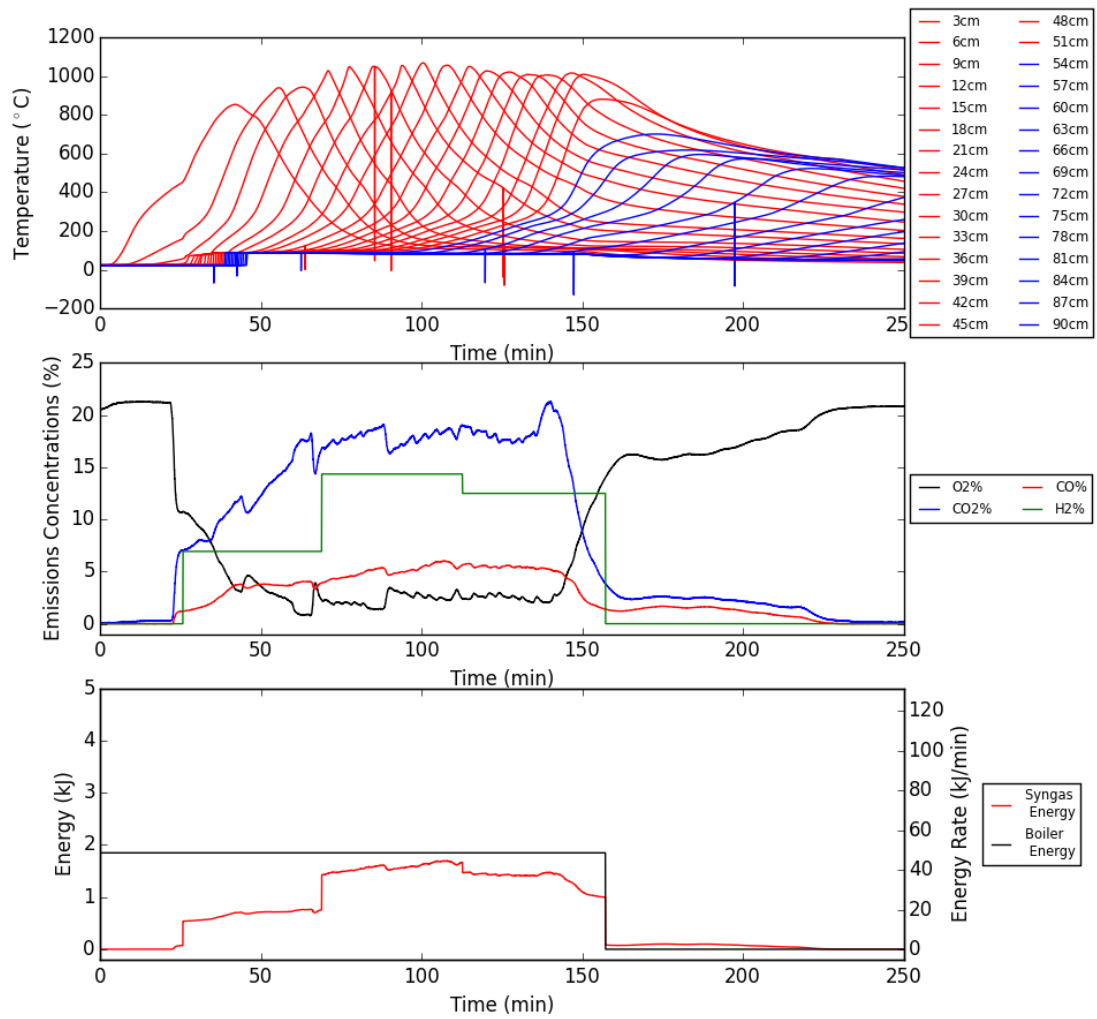 1200
1000
800
600
400
200
0
−200
Temperature (°C)
0
50
100
150
200
25
Time (min)
3cm 48cm
6cm 51cm
9cm 54cm
12cm 57cm
15cm 60cm
18cm 63cm
21cm 66cm
24cm 69cm
27cm 72cm
30cm 75cm
33cm 78cm
36cm 81cm
39cm 84cm
42cm 87cm
45cm 90cm
25
20
15
10
5
0
Emissions Concentrations (%)
0
50
100
150
200
250
Time (min)
O2% CO%
CO2% H2%
5
4
3
2
1
0
Energy (kJ)
120
100
80
60
40
20
0
Energy Rate (kJ/min)
0
50
100
150
200
250
Time (min)
Syngas
Energy
Boiler
Energy